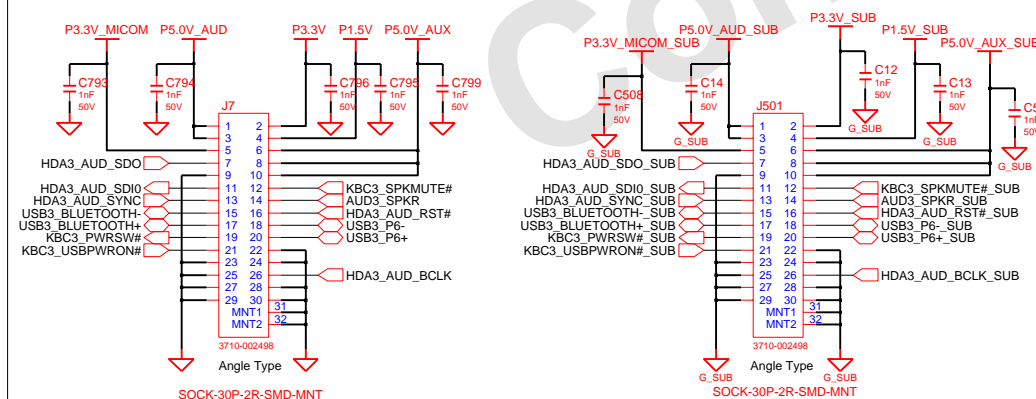 Con
P3.3V_MICOM P5.0V_AUD P3.3V P1.5V P5.0V_AUX
C793 1nF 50V
C794 1nF 50V
C796 1nF 50V
C795 1nF 50V
C799 1nF 50V
J7
1 2
3 4
5 6
HDA3_AUD_SDO 7 8
9 10
HDA3_AUD_SDI0 11 12 KBC3_SPKMUTE#
HDA3_AUD_SYNC 13 14 AUD3_SPKR
USB3_BLUETOOTH- 15 16 HDA3_AUD_RST#
USB3_BLUETOOTH+ 17 18 USB3_P6-
KBC3_PWRSW# 19 20 USB3_P6+
KBC3_USBPWRON# 21 22
23 24
25 26 HDA3_AUD_BCLK
27 28
29 30
MNT1 31
MNT2 32
3710-002498
Angle Type
SOCK-30P-2R-SMD-MNT
P3.3V_MICOM_SUB P5.0V_AUD_SUB P3.3V_SUB P1.5V_SUB P5.0V_AUX_SUB
C508 1nF 50V
G_SUB
C14 1nF 50V
G_SUB
C12 1nF 50V
G_SUB
C13 1nF 50V
G_SUB
1nF 50V
G_SUB
J501
1 2
3 4
5 6
HDA3_AUD_SDO_SUB 7 8
9 10
HDA3_AUD_SDI0_SUB 11 12 KBC3_SPKMUTE#_SUB
HDA3_AUD_SYNC_SUB 13 14 AUD3_SPKR_SUB
USB3_BLUETOOTH-_SUB 15 16 HDA3_AUD_RST#_SUB
USB3_BLUETOOTH+_SUB 17 18 USB3_P6-_SUB
KBC3_PWRSW#_SUB 19 20 USB3_P6+_SUB
KBC3_USBPWRON#_SUB 21 22
23 24
25 26 HDA3_AUD_BCLK_SUB
27 28
29 30
MNT1 31
MNT2 32
3710-002498
G_SUB Angle Type G_SUB
SOCK-30P-2R-SMD-MNT